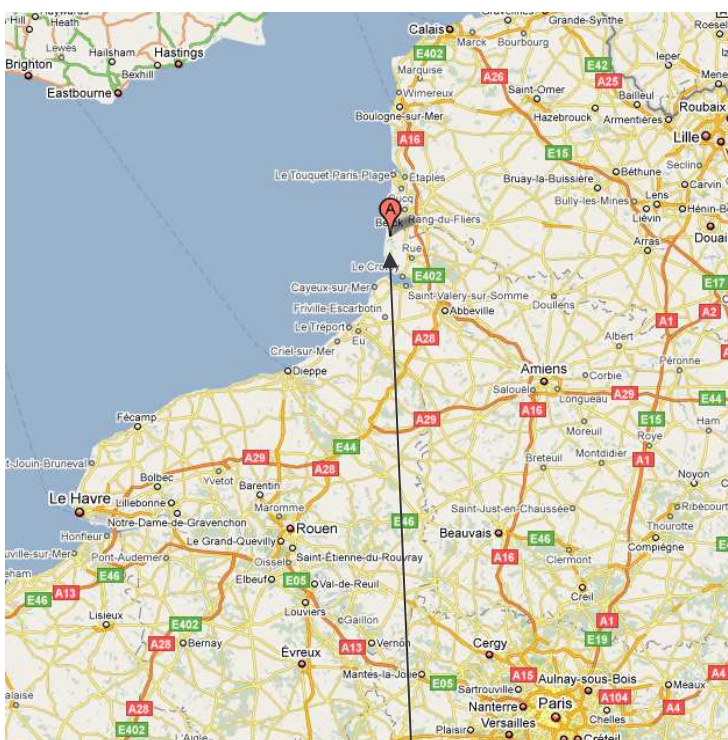 Haywards
Heath
Lewes
Hailsham
Hastings
Brighton
Bexhill
Eastbourne
Calais
Gravelines
Grande-Synthe
Marck
Bourbourg
E402
Marquise
Wimereux
A26
Saint-Omer
E42
A25
Ieper
Bailleul
Roubaix
Boulogne-sur-Mer
Hazebrouck
Armentières
Lille
A16
E15
Seclin
Le Touquet-Paris-Plage
Étaples
Bruay-la-Buissière
Béthune
Carvin
Lens
Bully-les-Mines
Liévin
A
Berck
Rang-du-Fliers
Douai
Rue
Arras
Le Crotoy
E402
E17
Cayeux-sur-Mer
Saint-Valery-sur-Somme
Doullens
Friville-Escarbotin
Abbeville
A1
A2
Le Tréport
Eu
A28
Albert
Criel-sur-Mer
Dieppe
Amiens
Péronne
Corbie
Salouël
Longueau
A29
E44
Fécamp
A16
A29
E15
Ham
Moreuil
Roye
E44
Montdidier
A1
A29
A28
Breteuil
Noyon
Bolbec
Yvetot
Barentin
Le Havre
Lillebonne
Maromme
Saint-Just-en-Chaussée
Notre-Dame-de-Gravenchon
E46
Thourotte
Honfleur
Rouen
Beauvais
E46
Le Grand-Quevilly
Compiègne
Pont-Audemer
Saint-Étienne-du-Rouvray
A16
Clermont
Oissel
E46
A13
Elbeuf
E05
Val-de-Reuil
Creil
E46
Lisieux
Louviers
E402
Gaillon
A1
A28
Bernay
Vernon
E19
Évreux
A13
Cergy
Mantes-la-Jolie
E05
A15
Aulnay-sous-Bois
A4
Sartrouville
Meaux
Nanterre
Paris
A104
A28
Chelles
A4
E402
L'Aigle
Plaisir
Versailles
Créteil